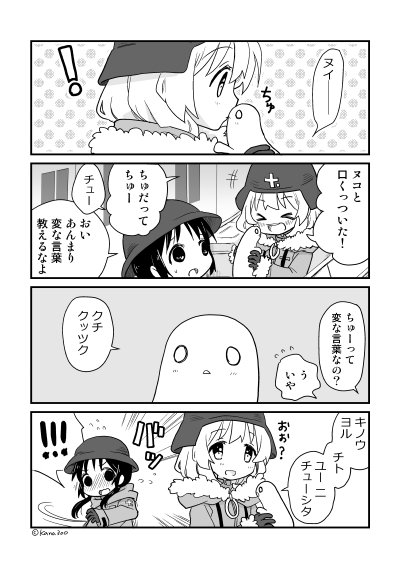 ヌイ――
ちゅ
!
ヌコと
口くっついた!
ちゅだって
ちゅー
チュー
おい
あんまり
変な言葉
教えるなよ
ちゅーって
変な言葉なの?
う
いや
クチ
クッツク
キノウ
ヨル
チト
ユーニ
チューシタ
おお?
バッ
!!!
©kanaboo